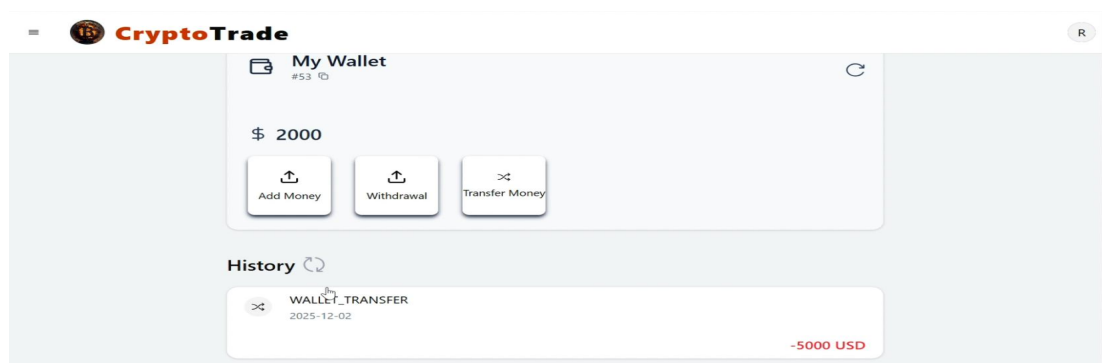 CryptoTrade
R
My Wallet
#53
$ 2000
Add Money
Withdrawal
Transfer Money
History
WALLET_TRANSFER
2025-12-02
-5000 USD